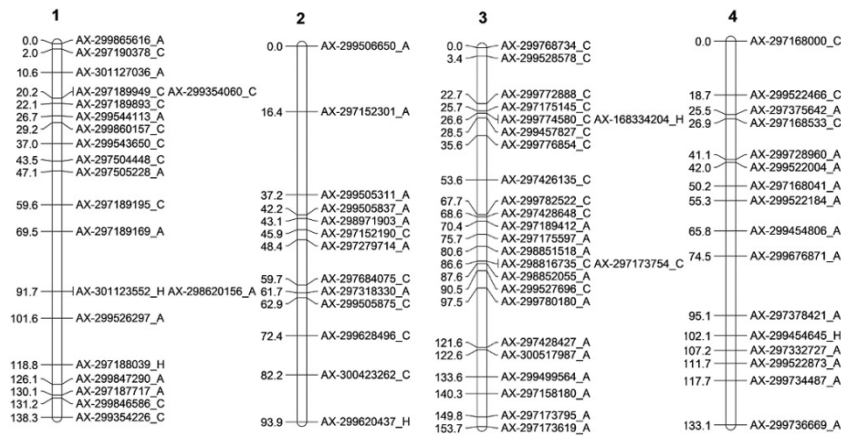 1
0.0 AX-299865616_A
2.0 AX-297190378_C
10.6 AX-301127036_A
20.2 AX-297189949_C AX-299354060_C
22.1 AX-297189893_C
26.7 AX-299544113_A
29.2 AX-299860157_C
37.0 AX-299543650_C
43.5 AX-297504448_C
47.1 AX-297505228_A
59.6 AX-297189195_C
69.5 AX-297189169_A
91.7 AX-301123552_H AX-298620156_A
101.6 AX-299526297_A
118.8 AX-297188039_H
126.1 AX-299847290_A
130.1 AX-297187717_A
131.2 AX-299846586_C
138.3 AX-299354226_C
2
0.0 AX-299506650_A
16.4 AX-297152301_A
37.2 AX-299505311_A
42.2 AX-299505837_A
43.1 AX-298971903_A
45.9 AX-297152190_C
48.4 AX-297279714_A
59.7 AX-297684075_C
61.7 AX-297318330_A
62.9 AX-299505875_C
72.4 AX-299628496_C
82.2 AX-300423262_C
93.9 AX-299620437_H
3
0.0 AX-299768734_C
3.4 AX-299528578_C
22.7 AX-299772888_C
25.7 AX-297175145_C
26.6 AX-299774580_C AX-168334204_H
28.5 AX-299457827_C
35.6 AX-299776854_C
53.6 AX-297426135_C
67.7 AX-299782522_C
68.6 AX-297428648_C
70.4 AX-297189412_A
75.7 AX-297175597_A
80.6 AX-298851518_A
86.6 AX-298816735_C AX-297173754_C
87.6 AX-298852055_A
90.5 AX-299527696_C
97.5 AX-299780180_A
121.6 AX-297428427_A
122.6 AX-300517987_A
133.6 AX-299499564_A
140.3 AX-297158180_A
149.8 AX-297173795_A
153.7 AX-297173619_A
4
0.0 AX-297168000_C
18.7 AX-299522466_C
25.5 AX-297375642_A
26.9 AX-297168533_C
41.1 AX-299728960_A
42.0 AX-299522004_A
50.2 AX-297168041_A
55.3 AX-299522184_A
65.8 AX-299454806_A
74.5 AX-299676871_A
95.1 AX-297378421_A
102.1 AX-299454645_H
107.2 AX-297332727_A
111.7 AX-299522873_A
117.7 AX-299734487_A
133.1 AX-299736669_A